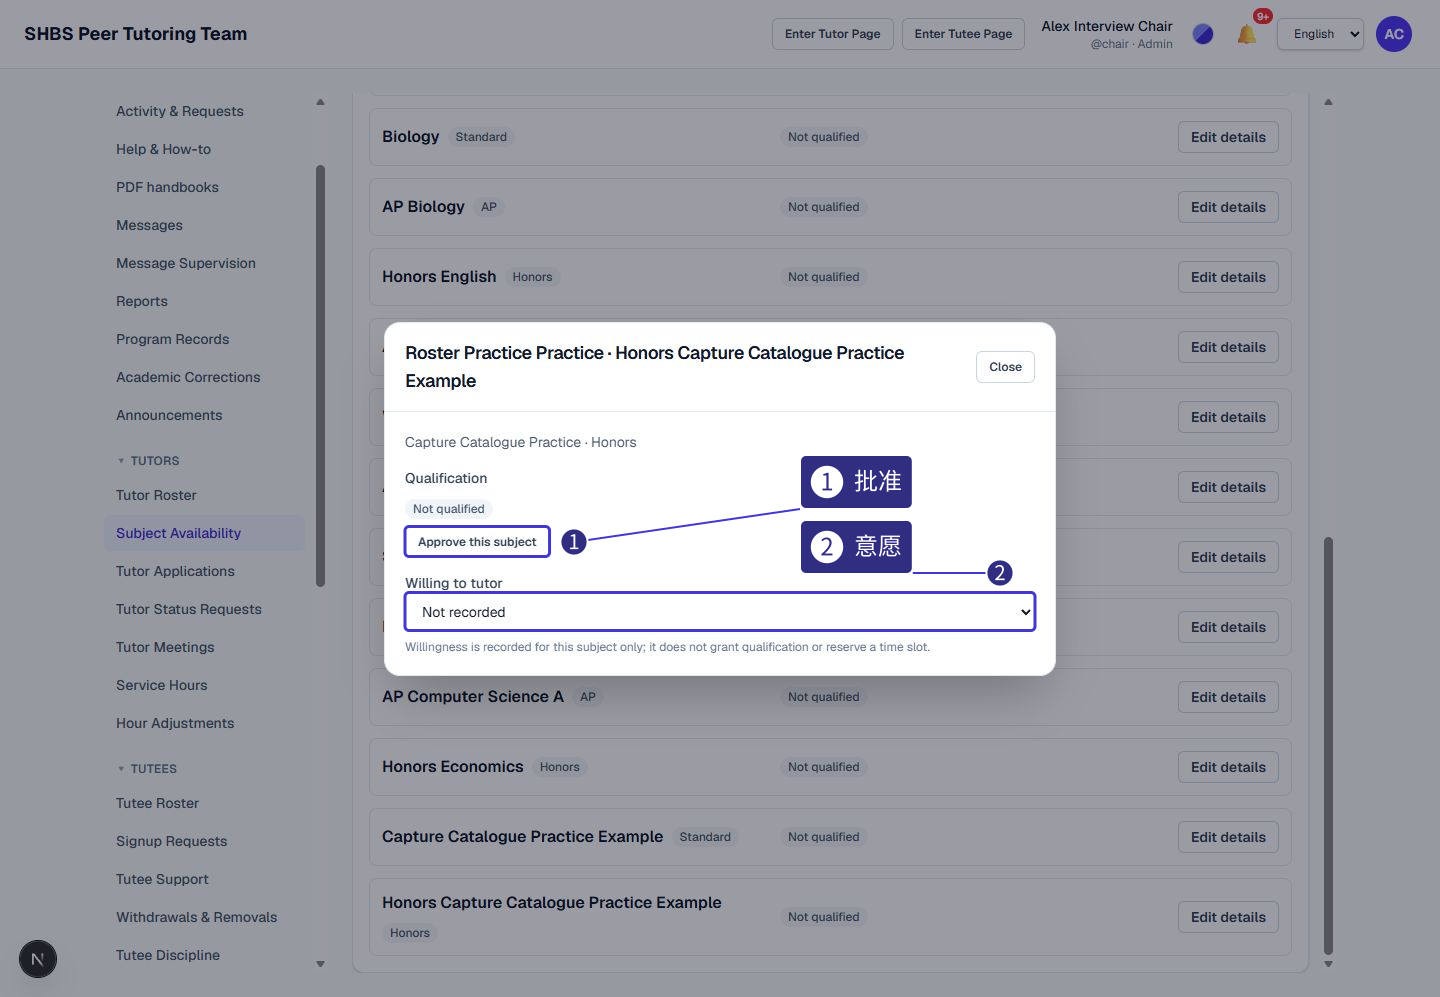 SHBS Peer Tutoring Team
Enter Tutor Page
Enter Tutee Page
Alex Interview Chair
@chair · Admin
9+
English
AC
Activity & Requests
Help & How-to
PDF handbooks
Messages
Message Supervision
Reports
Program Records
Academic Corrections
Announcements
TUTORS
Tutor Roster
Subject Availability
Tutor Applications
Tutor Status Requests
Tutor Meetings
Service Hours
Hour Adjustments
TUTEES
Tutee Roster
Signup Requests
Tutee Support
Withdrawals & Removals
Tutee Discipline
N
Biology Standard Not qualified Edit details
AP Biology AP Not qualified Edit details
Honors English Honors Not qualified Edit details
Edit details
Edit details
Edit details
Edit details
Edit details
Roster Practice Practice · Honors Capture Catalogue Practice
Example
Close
Capture Catalogue Practice · Honors
Qualification
Not qualified
Approve this subject
1
1 批准
2 意愿
2
Willing to tutor
Not recorded
Willingness is recorded for this subject only; it does not grant qualification or reserve a time slot.
AP Computer Science A AP Not qualified Edit details
Honors Economics Honors Not qualified Edit details
Capture Catalogue Practice Example Standard Not qualified Edit details
Honors Capture Catalogue Practice Example
Honors
Not qualified
Edit details